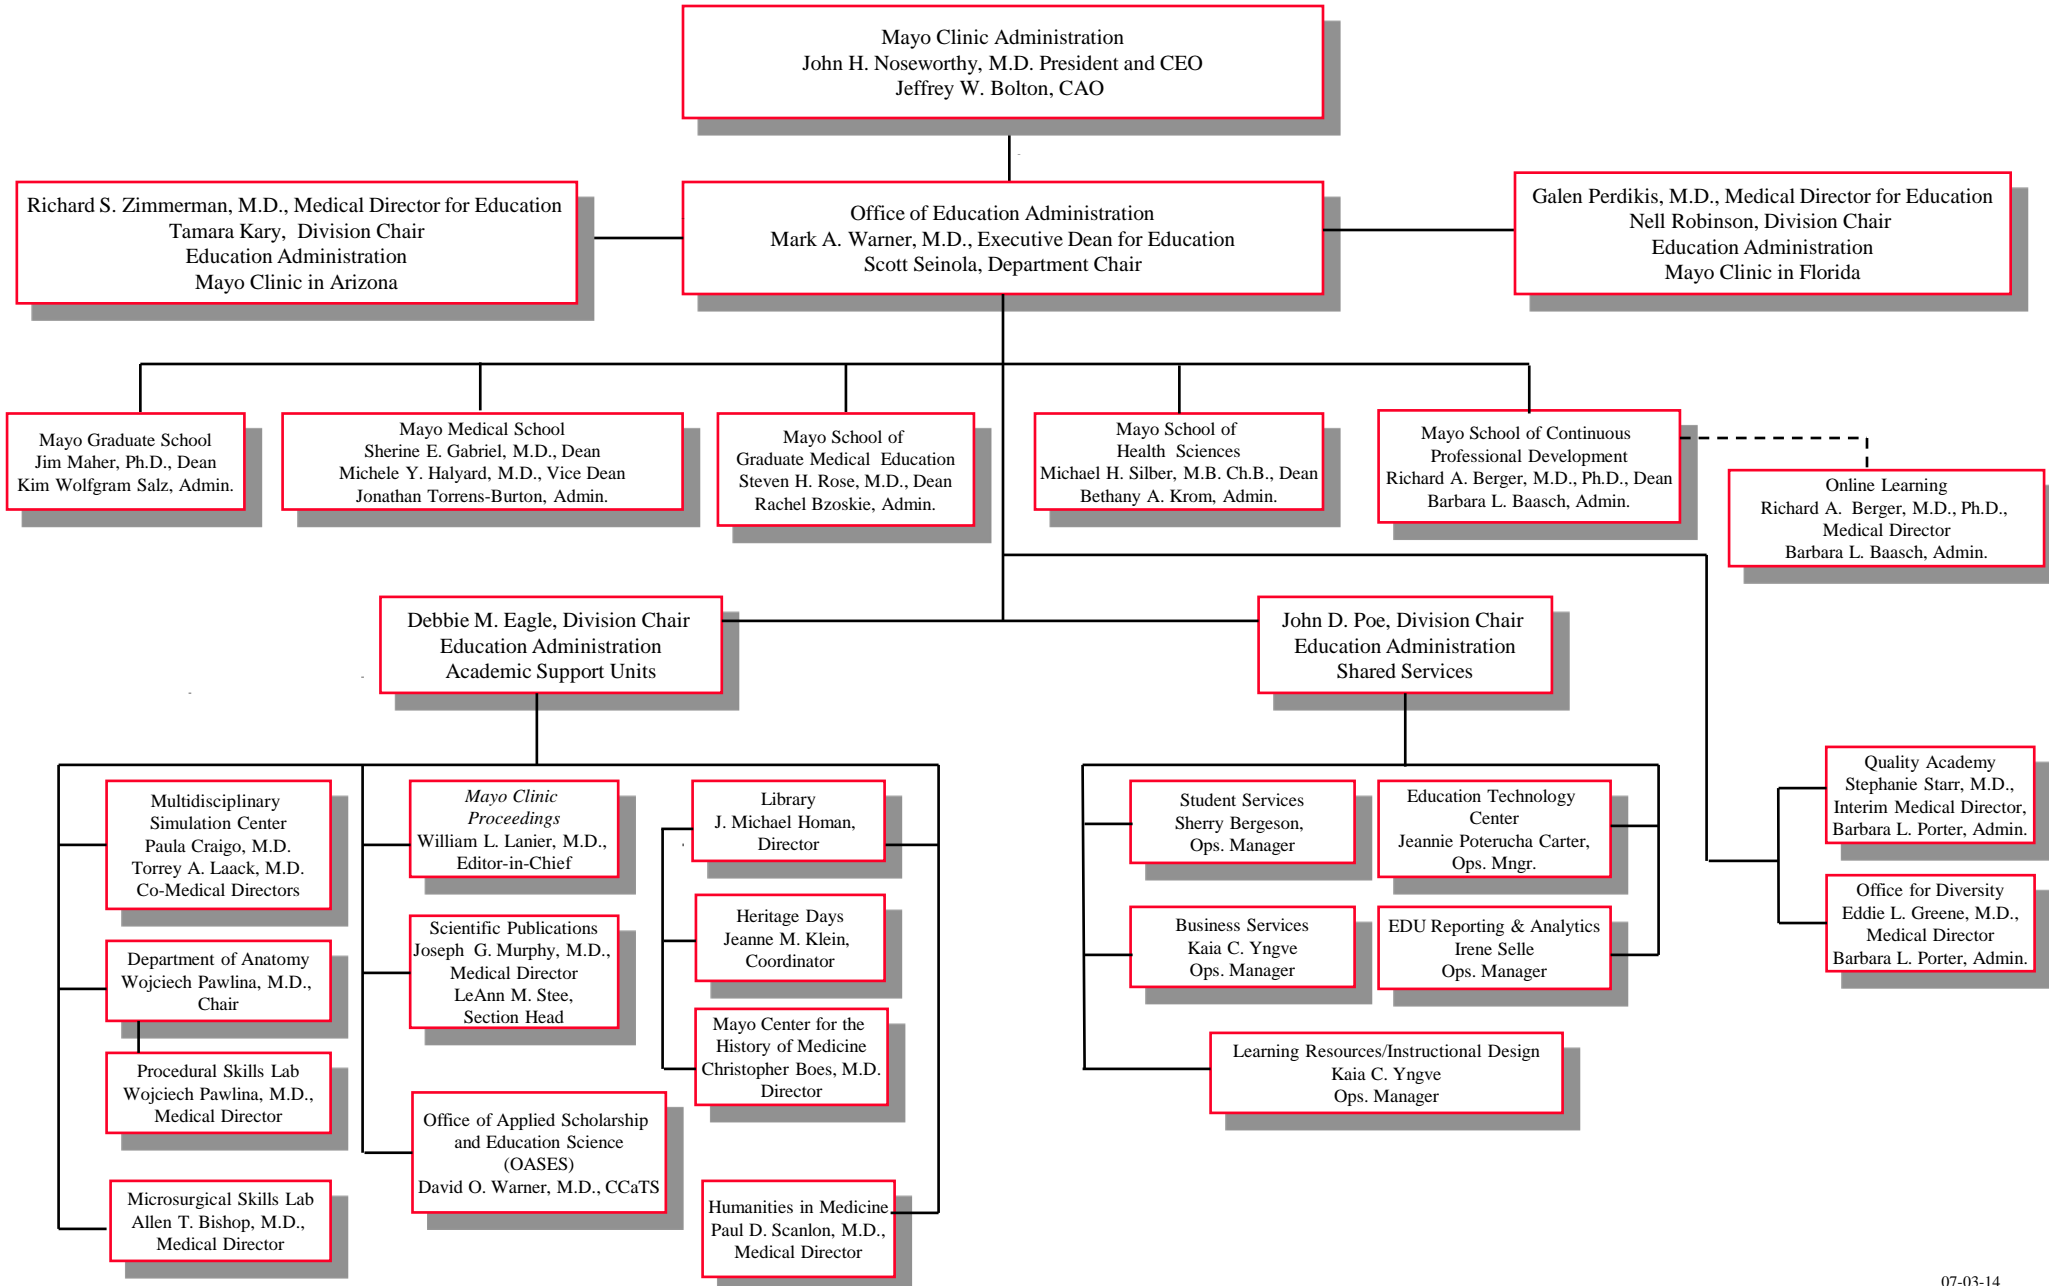 Mayo Clinic Administration
John H. Noseworthy, M.D. President and CEO
Jeffrey W. Bolton, CAO
Richard S. Zimmerman, M.D., Medical Director for Education
Tamara Kary, Division Chair
Education Administration
Mayo Clinic in Arizona
Office of Education Administration
Mark A. Warner, M.D., Executive Dean for Education
Scott Seinola, Department Chair
Galen Perdikis, M.D., Medical Director for Education
Nell Robinson, Division Chair
Education Administration
Mayo Clinic in Florida
Mayo Graduate School
Jim Maher, Ph.D., Dean
Kim Wolfgram Salz, Admin.
Mayo Medical School
Sherine E. Gabriel, M.D., Dean
Michele Y. Halyard, M.D., Vice Dean
Jonathan Torrens-Burton, Admin.
Mayo School of
Graduate Medical Education
Steven H. Rose, M.D., Dean
Rachel Bzoskie, Admin.
Mayo School of
Health Sciences
Michael H. Silber, M.B. Ch.B., Dean
Bethany A. Krom, Admin.
Mayo School of Continuous
Professional Development
Richard A. Berger, M.D., Ph.D., Dean
Barbara L. Baasch, Admin.
Online Learning
Richard A. Berger, M.D., Ph.D.,
Medical Director
Barbara L. Baasch, Admin.
Debbie M. Eagle, Division Chair
Education Administration
Academic Support Units
John D. Poe, Division Chair
Education Administration
Shared Services
Multidisciplinary
Simulation Center
Paula Craigo, M.D.
Torrey A. Laack, M.D.
Co-Medical Directors
Department of Anatomy
Wojciech Pawlina, M.D.,
Chair
Procedural Skills Lab
Wojciech Pawlina, M.D.,
Medical Director
Microsurgical Skills Lab
Allen T. Bishop, M.D.,
Medical Director
Mayo Clinic
Proceedings
William L. Lanier, M.D.,
Editor-in-Chief
Scientific Publications
Joseph G. Murphy, M.D.,
Medical Director
LeAnn M. Stee,
Section Head
Office of Applied Scholarship
and Education Science
(OASES)
David O. Warner, M.D., CCaTS
Library
J. Michael Homan,
Director
Heritage Days
Jeanne M. Klein,
Coordinator
Mayo Center for the
History of Medicine
Christopher Boes, M.D.
Director
Humanities in Medicine
Paul D. Scanlon, M.D.,
Medical Director
Student Services
Sherry Bergeson,
Ops. Manager
Education Technology
Center
Jeannie Poterucha Carter,
Ops. Mngr.
Business Services
Kaia C. Yngve
Ops. Manager
EDU Reporting & Analytics
Irene Selle
Ops. Manager
Learning Resources/Instructional Design
Kaia C. Yngve
Ops. Manager
Quality Academy
Stephanie Starr, M.D.,
Interim Medical Director,
Barbara L. Porter, Admin.
Office for Diversity
Eddie L. Greene, M.D.,
Medical Director
Barbara L. Porter, Admin.
07-03-14